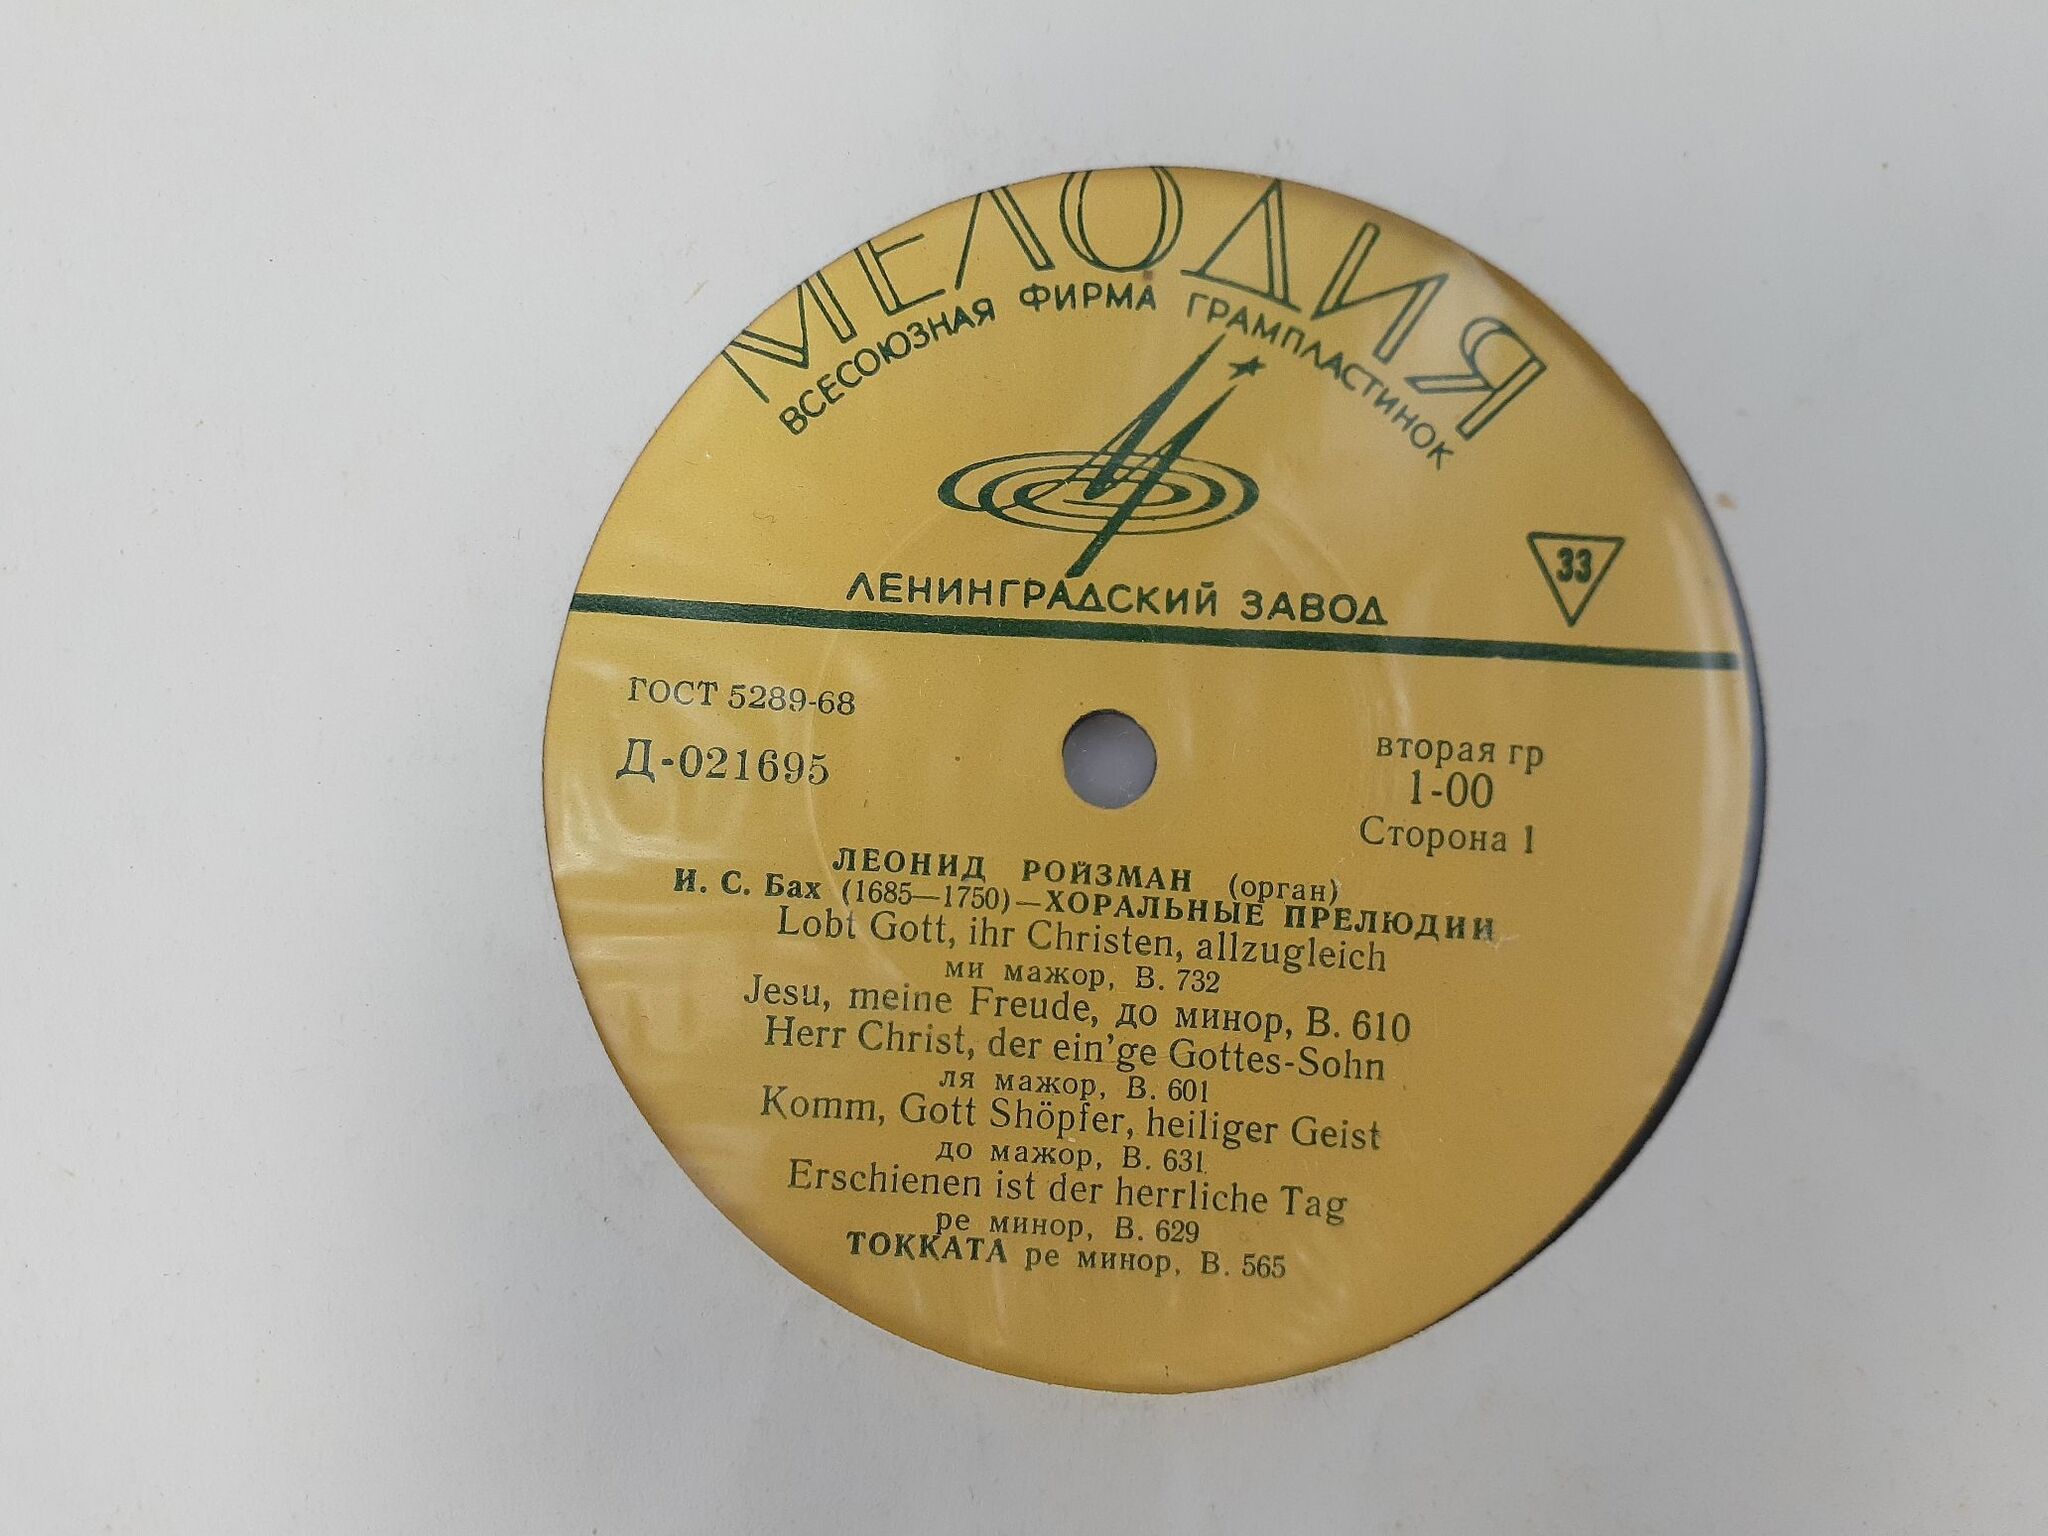 МЕЛОДИЯ
ВСЕСОЮЗНАЯ ФИРМА ГРАМПЛАСТИНОК
33
ЛЕНИНГРАДСКИЙ ЗАВОД
ГОСТ 5289-68
Д-021695
вторая гр
1-00
Сторона 1
ЛЕОНИД РОЙЗМАН (орган)
И. С. Бах (1685—1750)—ХОРАЛЬНЫЕ ПРЕЛЮДИИ
Lobt Gott, ihr Christen, allzugleich
ми мажор, В. 732
Jesu, meine Freude, до минор, В. 610
Herr Christ, der ein'ge Gottes-Sohn
ля мажор, В. 601
Komm, Gott Shöpfer, heiliger Geist
до мажор, В. 631
Erschienen ist der herrliche Tag
ре минор, В. 629
ТОККАТА ре минор, В. 565